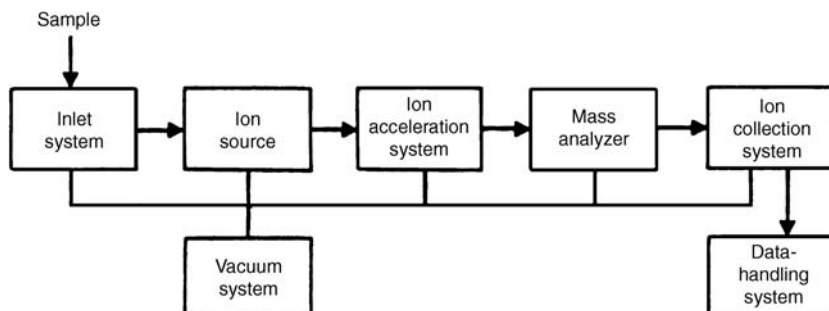 Sample
Inlet
system
Ion
source
Ion
acceleration
system
Mass
analyzer
Ion
collection
system
Vacuum
system
Data-
handling
system